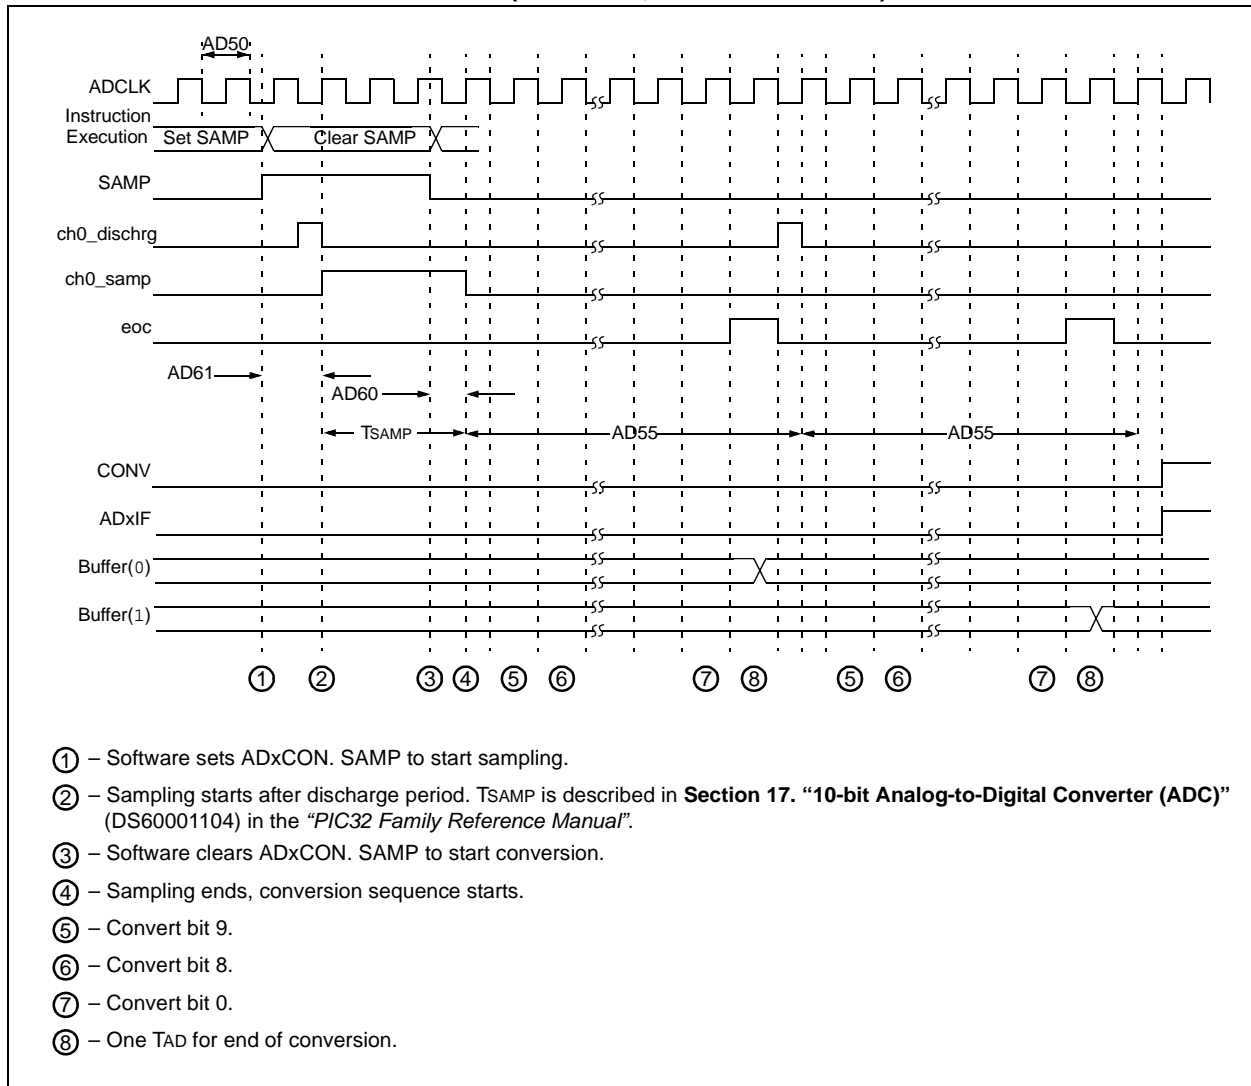 AD50
ADCLK
Instruction
Execution
Set SAMP
Clear SAMP
SAMP
ch0_dischrg
ch0_samp
eoc
AD61
AD60
TSAMP
AD55
AD55
CONV
ADxIF
Buffer(0)
Buffer(1)
1 2 3 4 5 6 7 8 5 6 7 8
1 – Software sets ADxCON. SAMP to start sampling.
2 – Sampling starts after discharge period. TSAMP is described in Section 17. “10-bit Analog-to-Digital Converter (ADC)”
(DS60001104) in the “PIC32 Family Reference Manual”.
3 – Software clears ADxCON. SAMP to start conversion.
4 – Sampling ends, conversion sequence starts.
5 – Convert bit 9.
6 – Convert bit 8.
7 – Convert bit 0.
8 – One TAD for end of conversion.